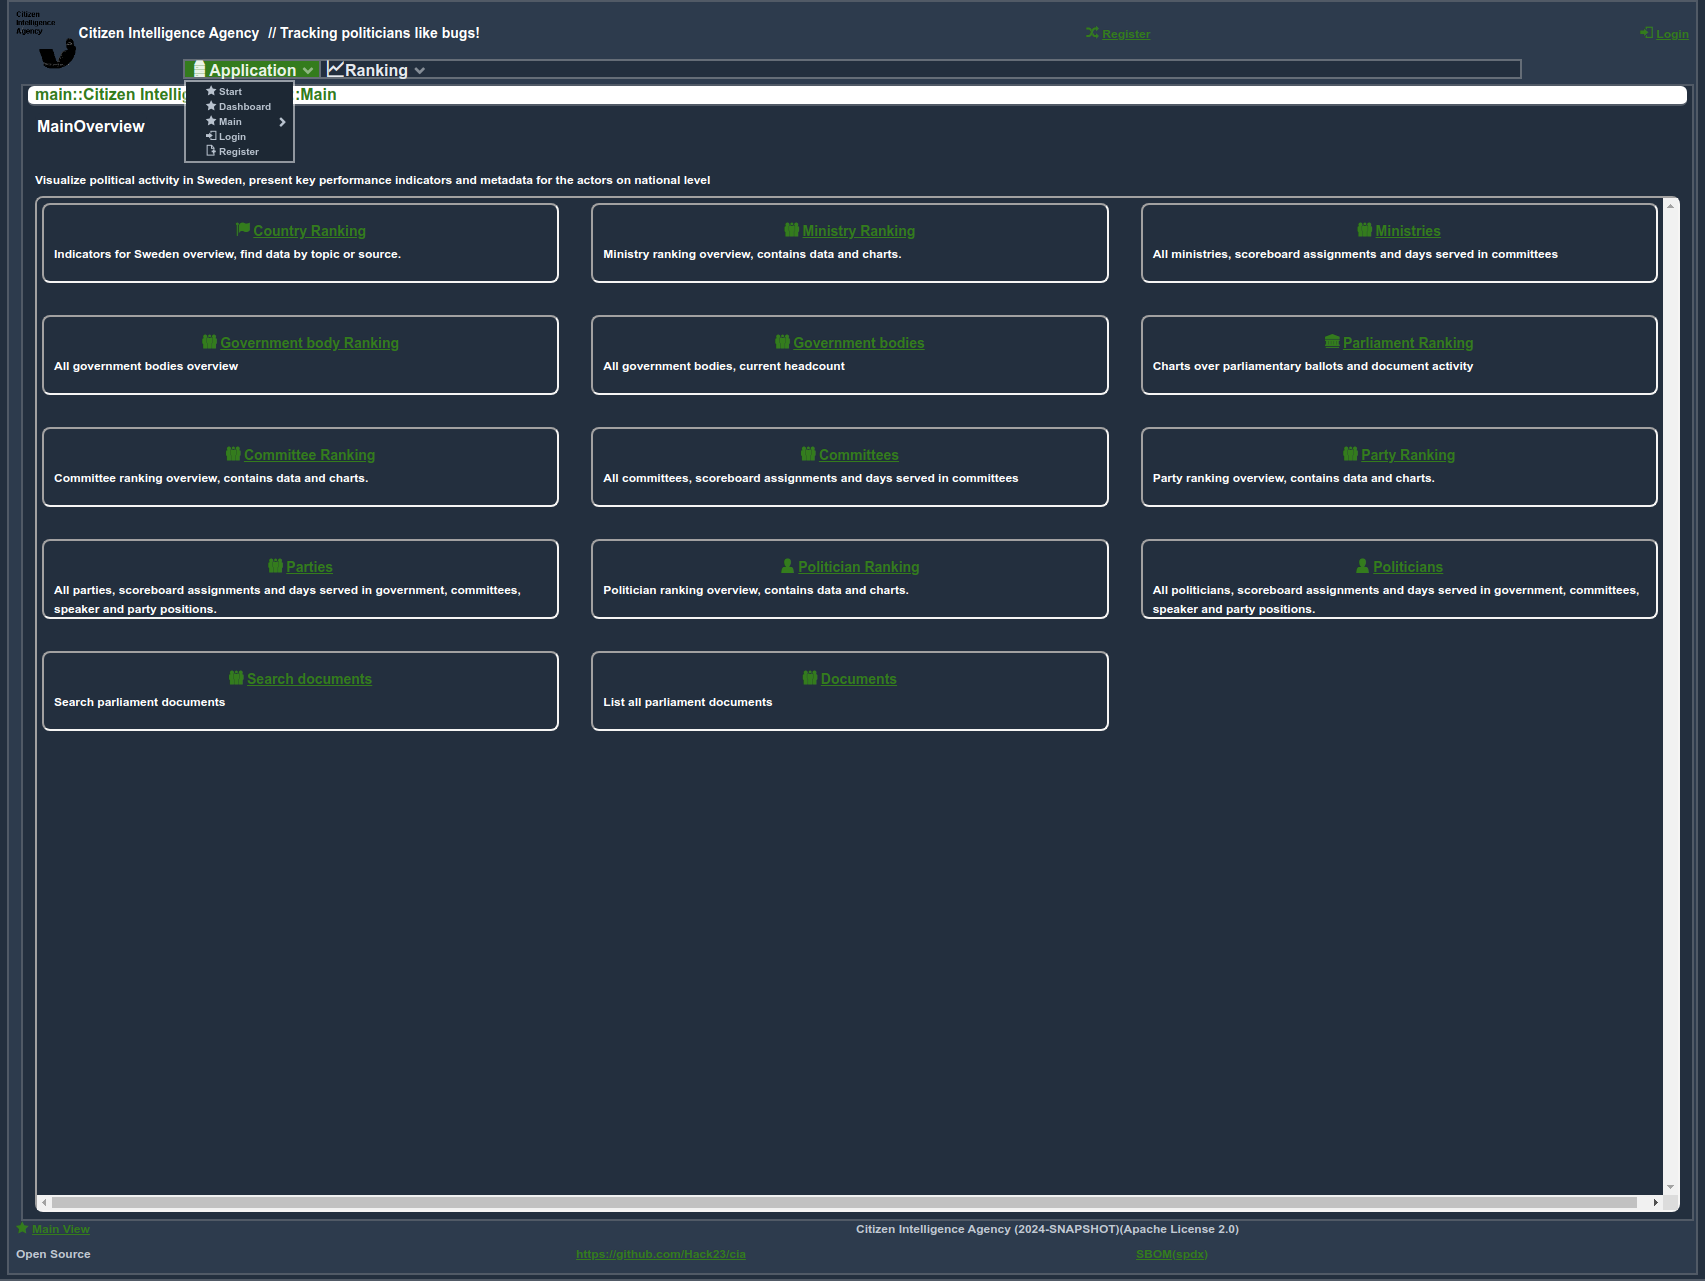 Citizen
Intelligence
Agency
Citizen Intelligence Agency // Tracking politicians like bugs!
Register
Login
Application
Ranking
main::Citizen Intellig
:Main
Start
Dashboard
Main
Login
Register
MainOverview
Visualize political activity in Sweden, present key performance indicators and metadata for the actors on national level
Country Ranking
Indicators for Sweden overview, find data by topic or source.
Ministry Ranking
Ministry ranking overview, contains data and charts.
Ministries
All ministries, scoreboard assignments and days served in committees
Government body Ranking
All government bodies overview
Government bodies
All government bodies, current headcount
Parliament Ranking
Charts over parliamentary ballots and document activity
Committee Ranking
Committee ranking overview, contains data and charts.
Committees
All committees, scoreboard assignments and days served in committees
Party Ranking
Party ranking overview, contains data and charts.
Parties
All parties, scoreboard assignments and days served in government, committees,
speaker and party positions.
Politician Ranking
Politician ranking overview, contains data and charts.
Politicians
All politicians, scoreboard assignments and days served in government, committees,
speaker and party positions.
Search documents
Search parliament documents
Documents
List all parliament documents
Main View
Citizen Intelligence Agency (2024-SNAPSHOT)(Apache License 2.0)
Open Source
https://github.com/Hack23/cia
SBOM(spdx)